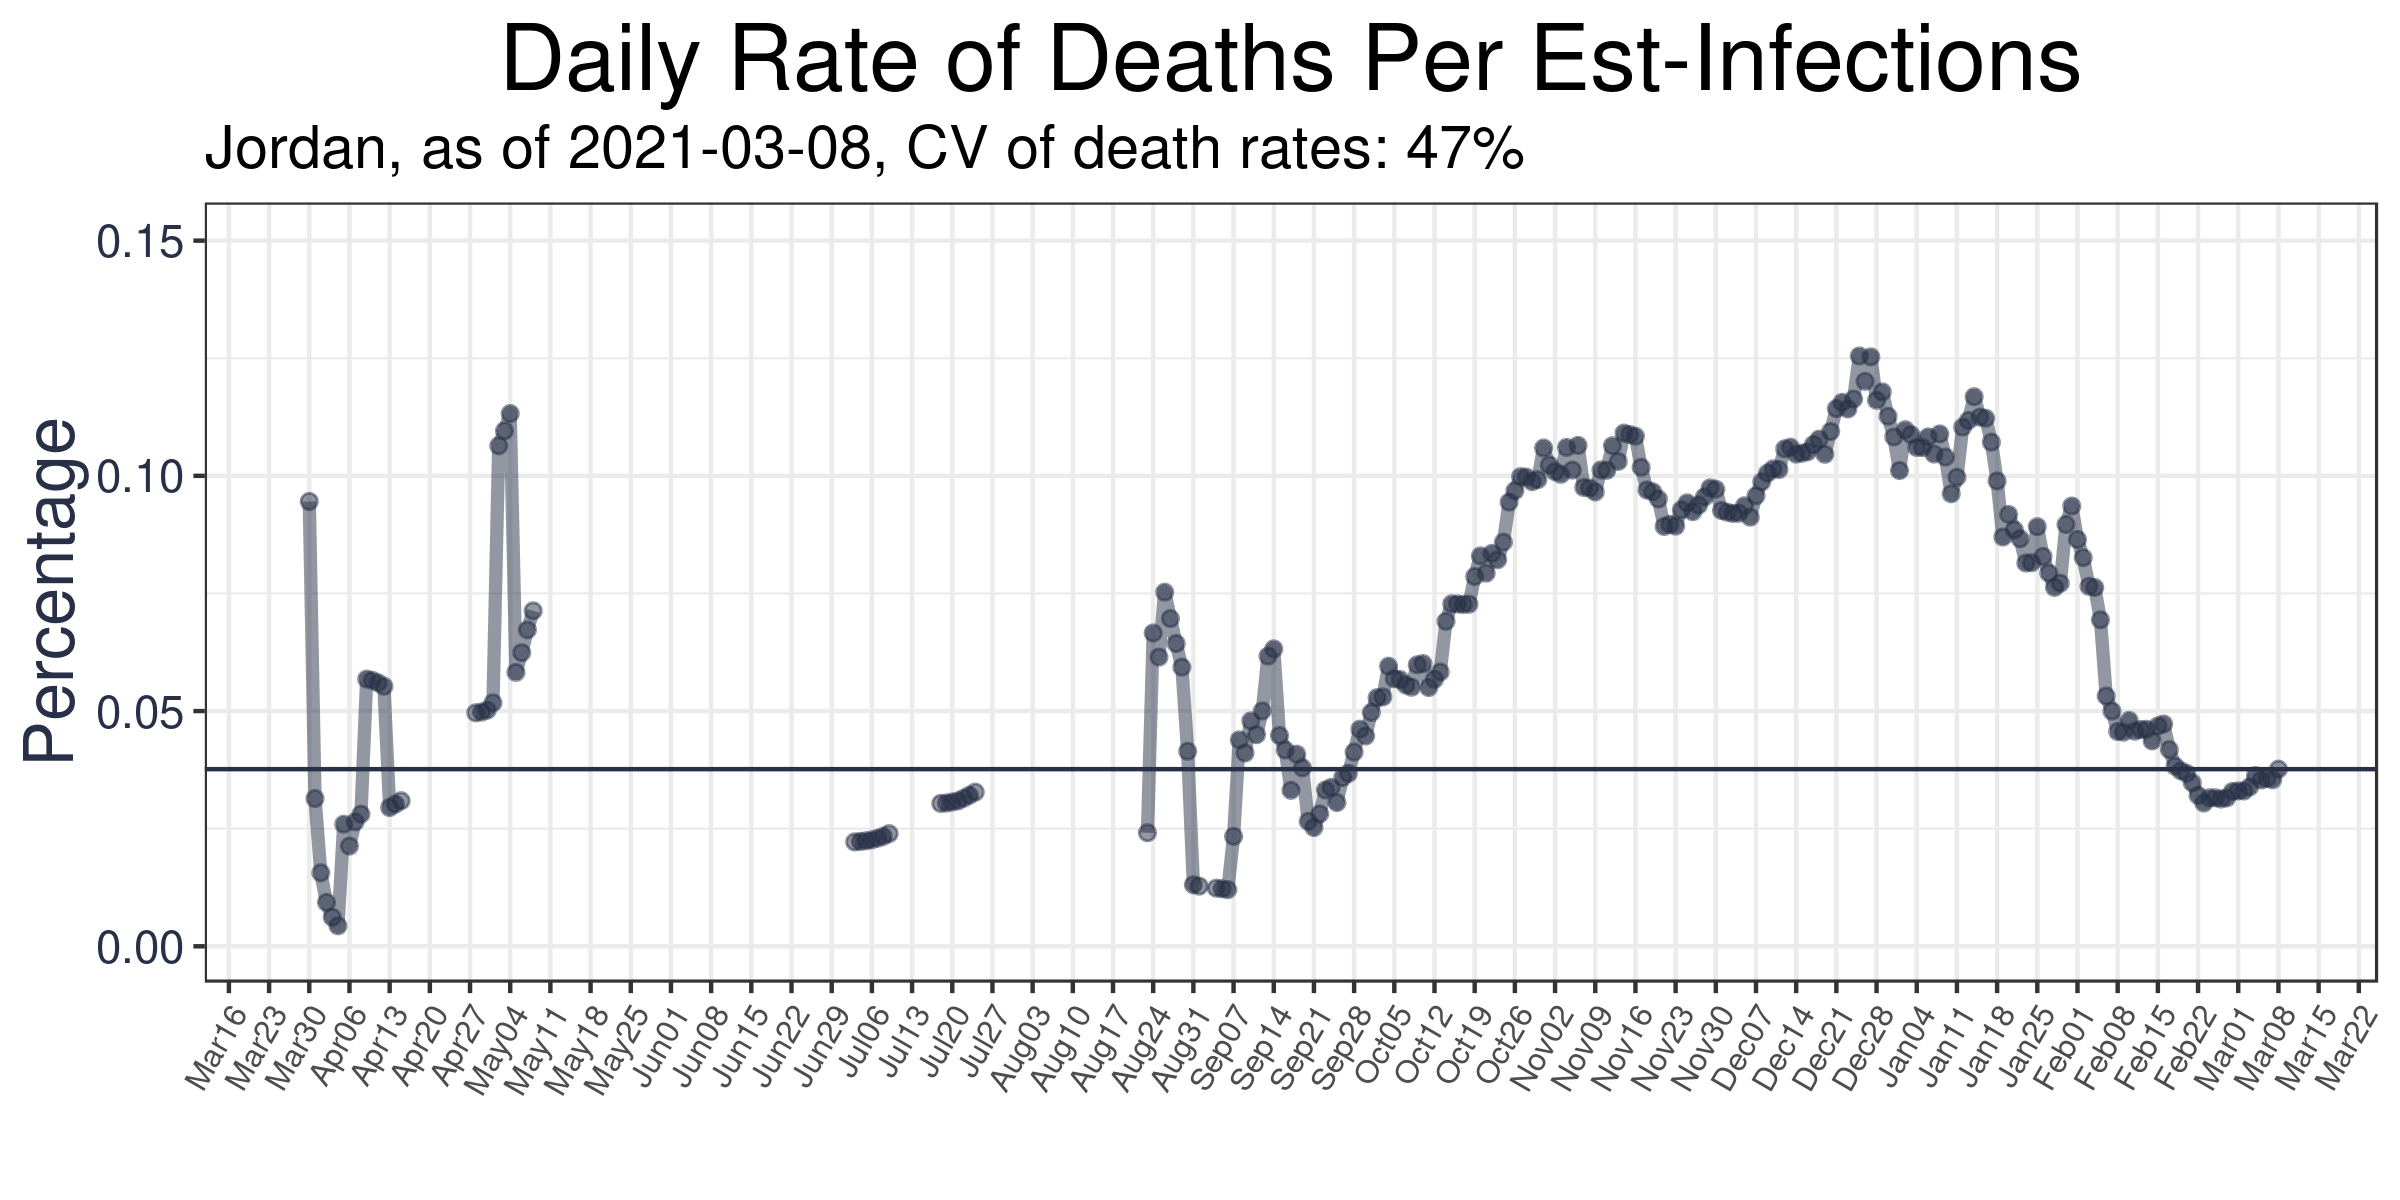 Daily Rate of Deaths Per Est-Infections
Jordan, as of 2021-03-08, CV of death rates: 47%
Percentage
0.15
0.10
0.05
0.00
Mar16 Mar23 Mar30 Apr06 Apr13 Apr20 Apr27 May04 May11 May18 May25 Jun01 Jun08 Jun15 Jun22 Jun29 Jul06 Jul13 Jul20 Jul27 Aug03 Aug10 Aug17 Aug24 Aug31 Sep07 Sep14 Sep21 Sep28 Oct05 Oct12 Oct19 Oct26 Nov02 Nov09 Nov16 Nov23 Nov30 Dec07 Dec14 Dec21 Dec28 Jan04 Jan11 Jan18 Jan25 Feb01 Feb08 Feb15 Feb22 Mar01 Mar08 Mar15 Mar22